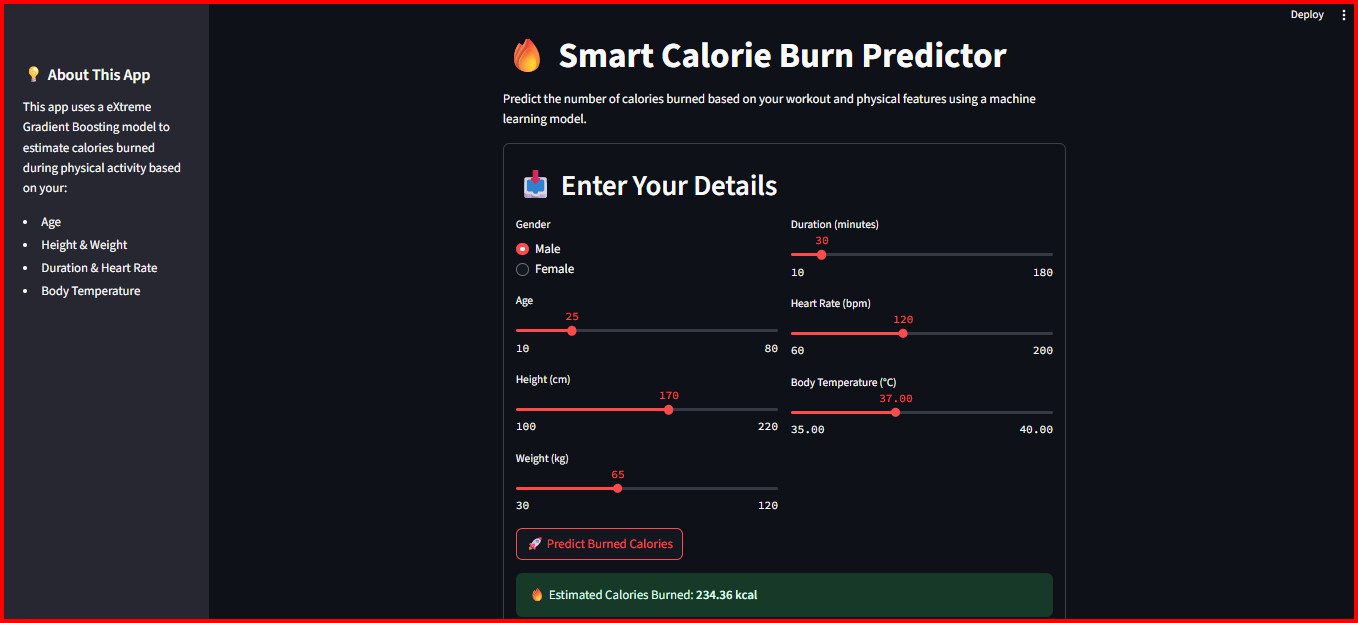 Deploy
About This App
This app uses a eXtreme
Gradient Boosting model to
estimate calories burned
during physical activity based
on your:
Age
Height & Weight
Duration & Heart Rate
Body Temperature
Smart Calorie Burn Predictor
Predict the number of calories burned based on your workout and physical features using a machine
learning model.
Enter Your Details
Gender
Male
Female
Age
25
10 80
Height (cm)
170
100 220
Weight (kg)
65
30 120
Duration (minutes)
30
10 180
Heart Rate (bpm)
120
60 200
Body Temperature (°C)
37.00
35.00 40.00
Predict Burned Calories
Estimated Calories Burned: 234.36 kcal